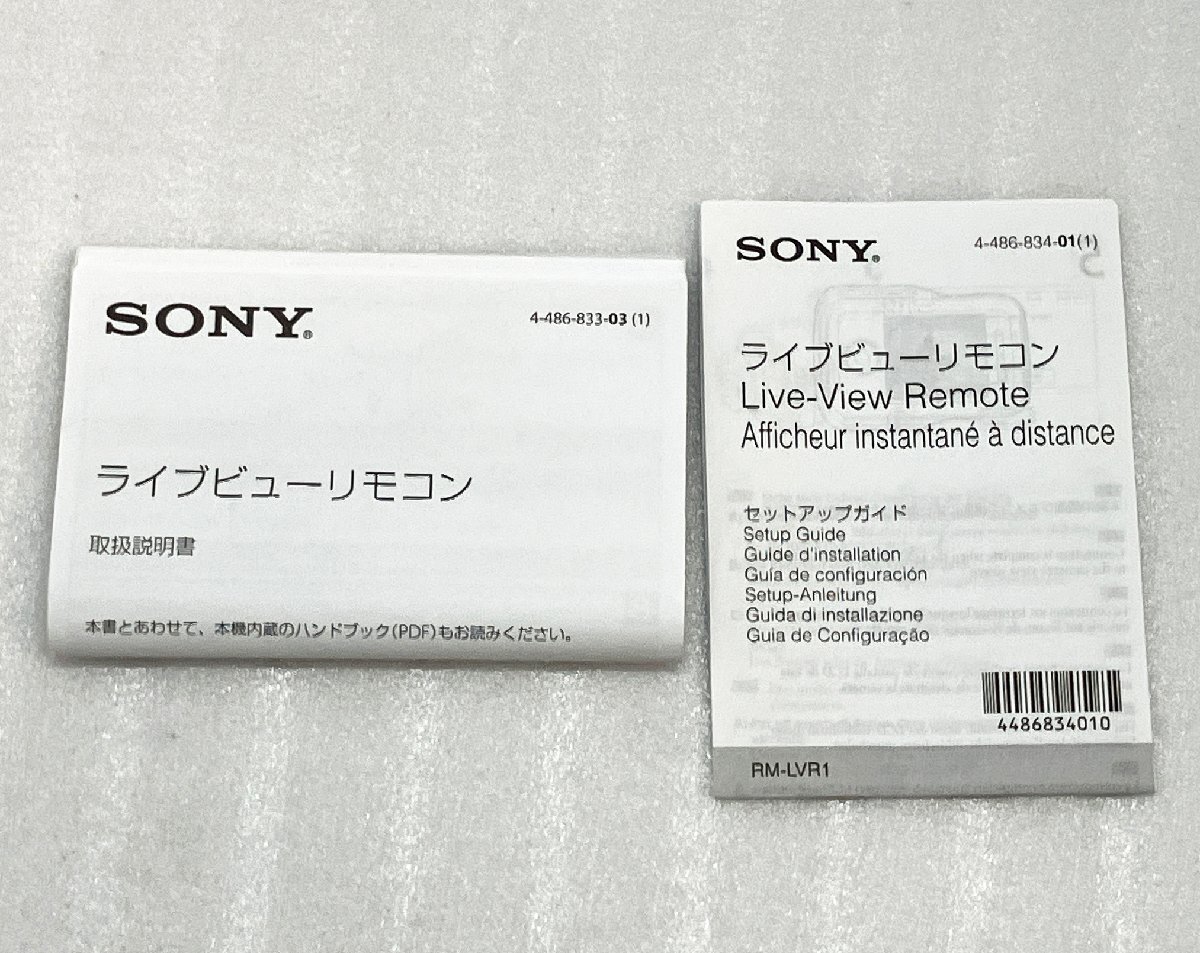 SONY®
4-486-833-03 (1)
ライブビューリモコン
取扱説明書
本書とあわせて、本機内蔵のハンドブック(PDF)もお読みください。
SONY®
4-486-834-01(1)
ライブビューリモコン
Live-View Remote
Afficheur instantané à distance
セットアップガイド
Setup Guide
Guide d'installation
Guía de configuración
Setup-Anleitung
Guida di installazione
Guia de Configuração
4486834010
RM-LVR1